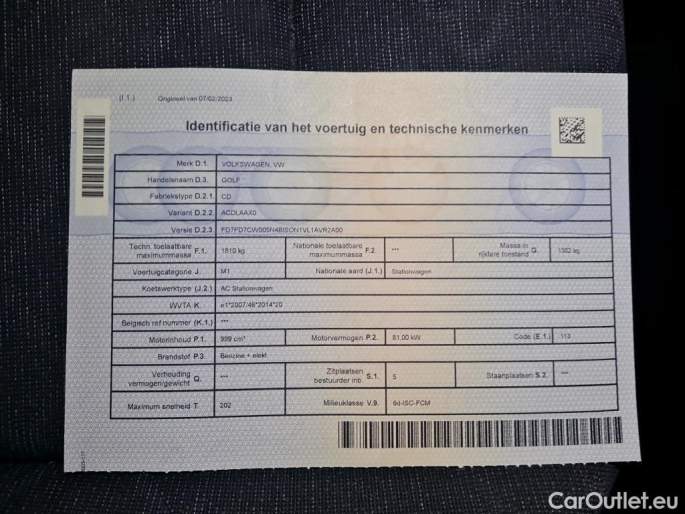 (I.1.) Origineel van 07/02/2023
Identificatie van het voertuig en technische kenmerken
Merk D.1. VOLKSWAGEN, VW
Handelsnaam D.3. GOLF
Fabriekstype D.2.1. CD
Variant D.2.2. ACDLAAX0
Versie D.2.3.
Techn. toelaatbare maximummassa F.1. 1810 kg Nationale toelaatbare maximummassa F.2. *** Massa in rijklare toestand G. kg
Voertuigcategorie J. M1 Nationale aard (J.1.) Stationwagen
Koetswerktype (J.2.) AC Stationwagen
WVTA K. e1*2007/46*2014*20
Belgisch ref nummer (K.1.) ***
Motorinhoud P.1. 999 cm³ Motorvermogen P.2. 81,00 kW Code (E.1.) 113
Brandstof P.3. Benzine + elekt.
Verhouding vermogen/gewicht Q. *** Zitplaatsen bestuurder inb. S.1. 5 Staanplaatsen S.2. ***
Maximum snelheid T. 202 Milieuklasse V.9. 6d-ISC-FCM
CarOutlet.eu